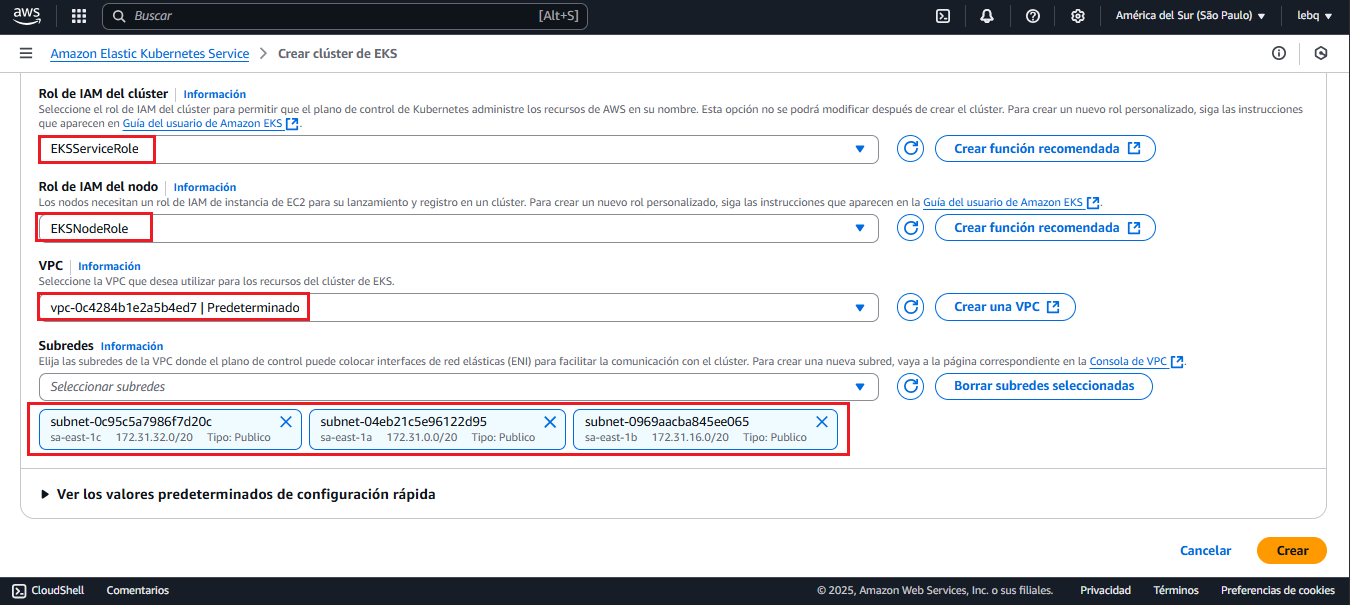 aws
Buscar
[Alt+S]
América del Sur (São Paulo)
lebq
Amazon Elastic Kubernetes Service
Crear clúster de EKS
Rol de IAM del clúster
Información
Seleccione el rol de IAM del clúster para permitir que el plano de control de Kubernetes administre los recursos de AWS en su nombre. Esta opción no se podrá modificar después de crear el clúster. Para crear un nuevo rol personalizado, siga las instrucciones
que aparecen en Guía del usuario de Amazon EKS.
EKSServiceRole
Crear función recomendada
Rol de IAM del nodo
Información
Los nodos necesitan un rol de IAM de instancia de EC2 para su lanzamiento y registro en un clúster. Para crear un nuevo rol personalizado, siga las instrucciones que aparecen en la Guía del usuario de Amazon EKS.
EKSNodeRole
Crear función recomendada
VPC
Información
Seleccione la VPC que desea utilizar para los recursos del clúster de EKS.
vpc-0c4284b1e2a5b4ed7 | Predeterminado
Crear una VPC
Subredes
Información
Elija las subredes de la VPC donde el plano de control puede colocar interfaces de red elásticas (ENI) para facilitar la comunicación con el clúster. Para crear una nueva subred, vaya a la página correspondiente en la Consola de VPC.
Seleccionar subredes
Borrar subredes seleccionadas
subnet-0c95c5a7986f7d20c
sa-east-1c 172.31.32.0/20 Tipo: Publico
subnet-04eb21c5e96122d95
sa-east-1a 172.31.0.0/20 Tipo: Publico
subnet-0969aacba845ee065
sa-east-1b 172.31.16.0/20 Tipo: Publico
Ver los valores predeterminados de configuración rápida
Cancelar
Crear
CloudShell
Comentarios
© 2025, Amazon Web Services, Inc. o sus filiales.
Privacidad
Términos
Preferencias de cookies